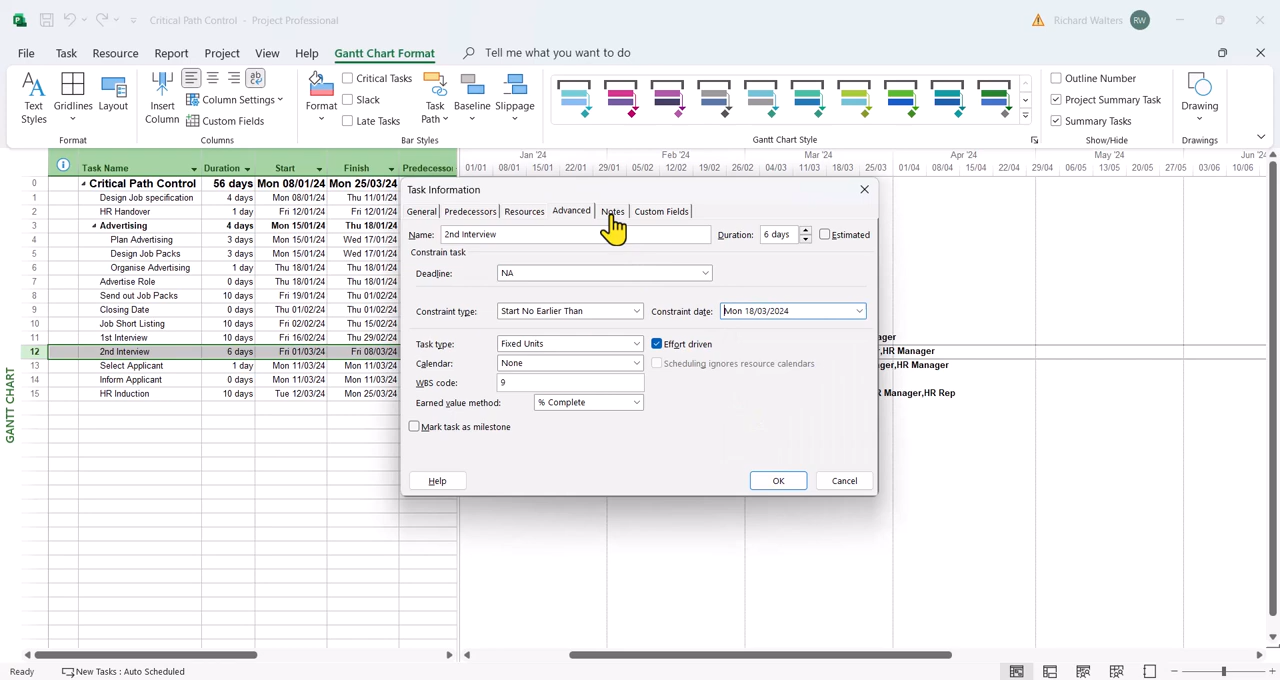 Critical Path Control - Project Professional
Richard Walters RW
File Task Resource Report Project View Help Gantt Chart Format Tell me what you want to do
Text Styles
Gridlines
Layout
Format
Insert Column
Column Settings
Custom Fields
Columns
Format
Critical Tasks
Slack
Late Tasks
Task Path
Baseline
Slippage
Bar Styles
Gantt Chart Style
Outline Number
Project Summary Task
Summary Tasks
Show/Hide
Drawing
Drawings
Jan '24 Feb '24 Mar '24 Apr '24 May '24 Jun '24
Task Name Duration Start Finish Predecessor
01/01 08/01 15/01 22/01 29/01 05/02 12/02 19/02 26/02 04/03 11/03 18/03 25/03 01/04 08/04 15/04 22/04 29/04 06/05 13/05 20/05 27/05 03/06 10/06
0 Critical Path Control 56 days Mon 08/01/24 Mon 25/03/24
1 Design Job specification 4 days Mon 08/01/24 Thu 11/01/24
2 HR Handover 1 day Fri 12/01/24 Fri 12/01/24
3 Advertising 4 days Mon 15/01/24 Thu 18/01/24
4 Plan Advertising 3 days Mon 15/01/24 Wed 17/01/24
5 Design Job Packs 3 days Mon 15/01/24 Wed 17/01/24
6 Organise Advertising 1 day Thu 18/01/24 Thu 18/01/24
7 Advertise Role 0 days Thu 18/01/24 Thu 18/01/24
8 Send out Job Packs 10 days Fri 19/01/24 Thu 01/02/24
9 Closing Date 0 days Thu 01/02/24 Thu 01/02/24
10 Job Short Listing 10 days Fri 02/02/24 Thu 15/02/24
11 1st Interview 10 days Fri 16/02/24 Thu 29/02/24 ager
12 2nd Interview 6 days Fri 01/03/24 Fri 08/03/24 ,HR Manager
13 Select Applicant 1 day Mon 11/03/24 Mon 11/03/24 ger,HR Manager
14 Inform Applicant 0 days Mon 11/03/24 Mon 11/03/24
15 HR Induction 10 days Tue 12/03/24 Mon 25/03/24 R Manager,HR Rep
GANTT CHART
Task Information
General Predecessors Resources Advanced Notes Custom Fields
Name: 2nd Interview Duration: 6 days Estimated
Constrain task
Deadline: NA
Constraint type: Start No Earlier Than Constraint date: Mon 18/03/2024
Task type: Fixed Units Effort driven
Calendar: None Scheduling ignores resource calendars
WBS code: 9
Earned value method: % Complete
Mark task as milestone
Help OK Cancel
Ready New Tasks : Auto Scheduled